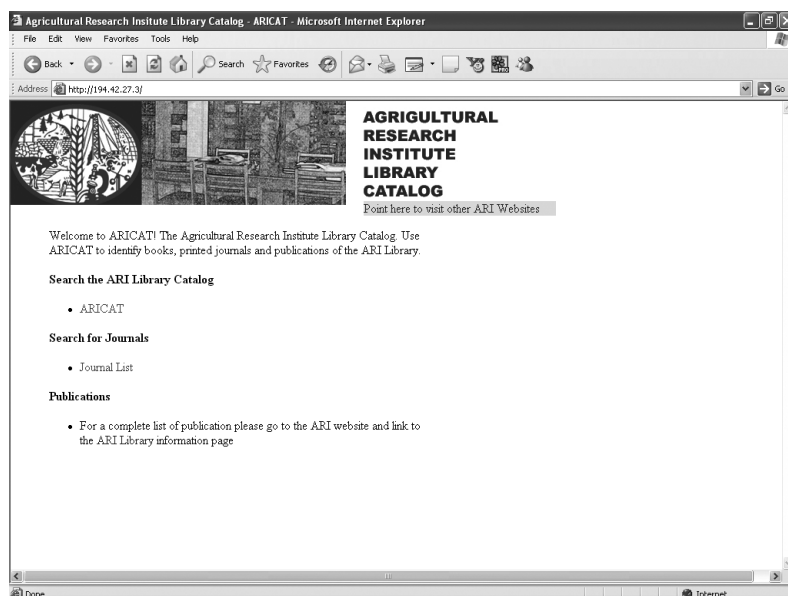 Agricultural Research Insitute Library Catalog - ARICAT - Microsoft Internet Explorer
File Edit View Favorites Tools Help
Back Search Favorites
Address http://194.42.27.3/ Go
AGRIGULTURAL
RESEARCH
INSTITUTE
LIBRARY
CATALOG
Point here to visit other ARI Websites
Welcome to ARICAT! The Agricultural Research Institute Library Catalog. Use
ARICAT to identify books, printed journals and publications of the ARI Library.
Search the ARI Library Catalog
• ARICAT
Search for Journals
• Journal List
Publications
• For a complete list of publication please go to the ARI website and link to
the ARI Library information page
Done Internet